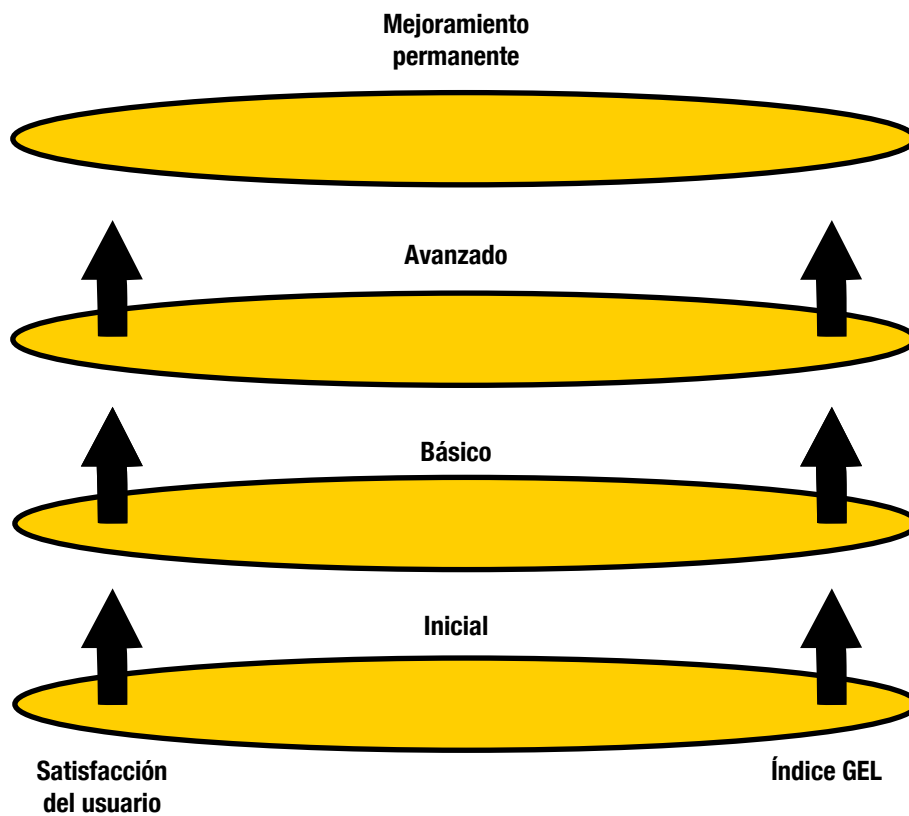 Mejoramiento
permanente
Avanzado
Básico
Inicial
Satisfacción
del usuario
Índice GEL